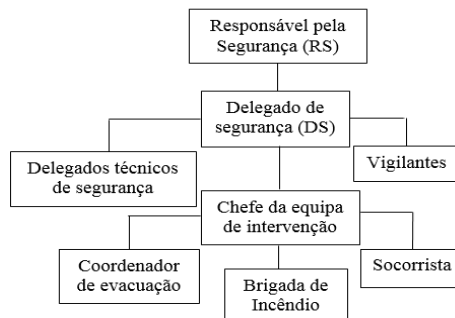 Responsável pela
Segurança (RS)
Delegado de
segurança (DS)
Delegados técnicos
de segurança
Vigilantes
Chefe da equipa
de intervenção
Coordenador
de evacuação
Brigada de
Incêndio
Socorrista